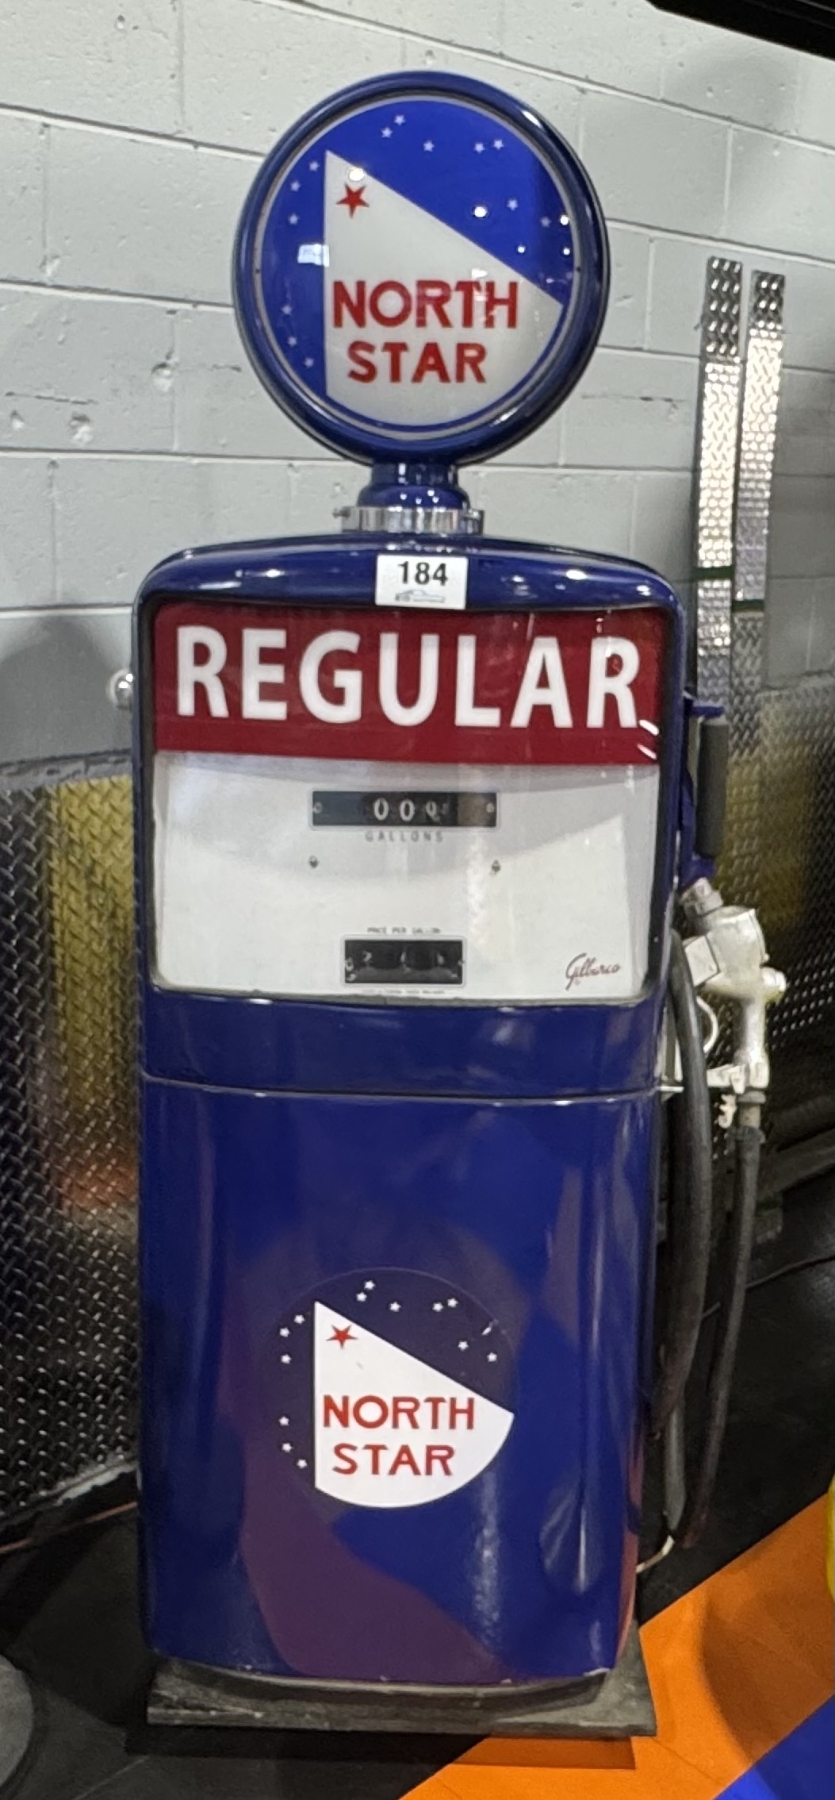 NORTH
STAR
184
REGULAR
000
GALLONS
PRICE PER GALLON
Gilbarco
NORTH
STAR